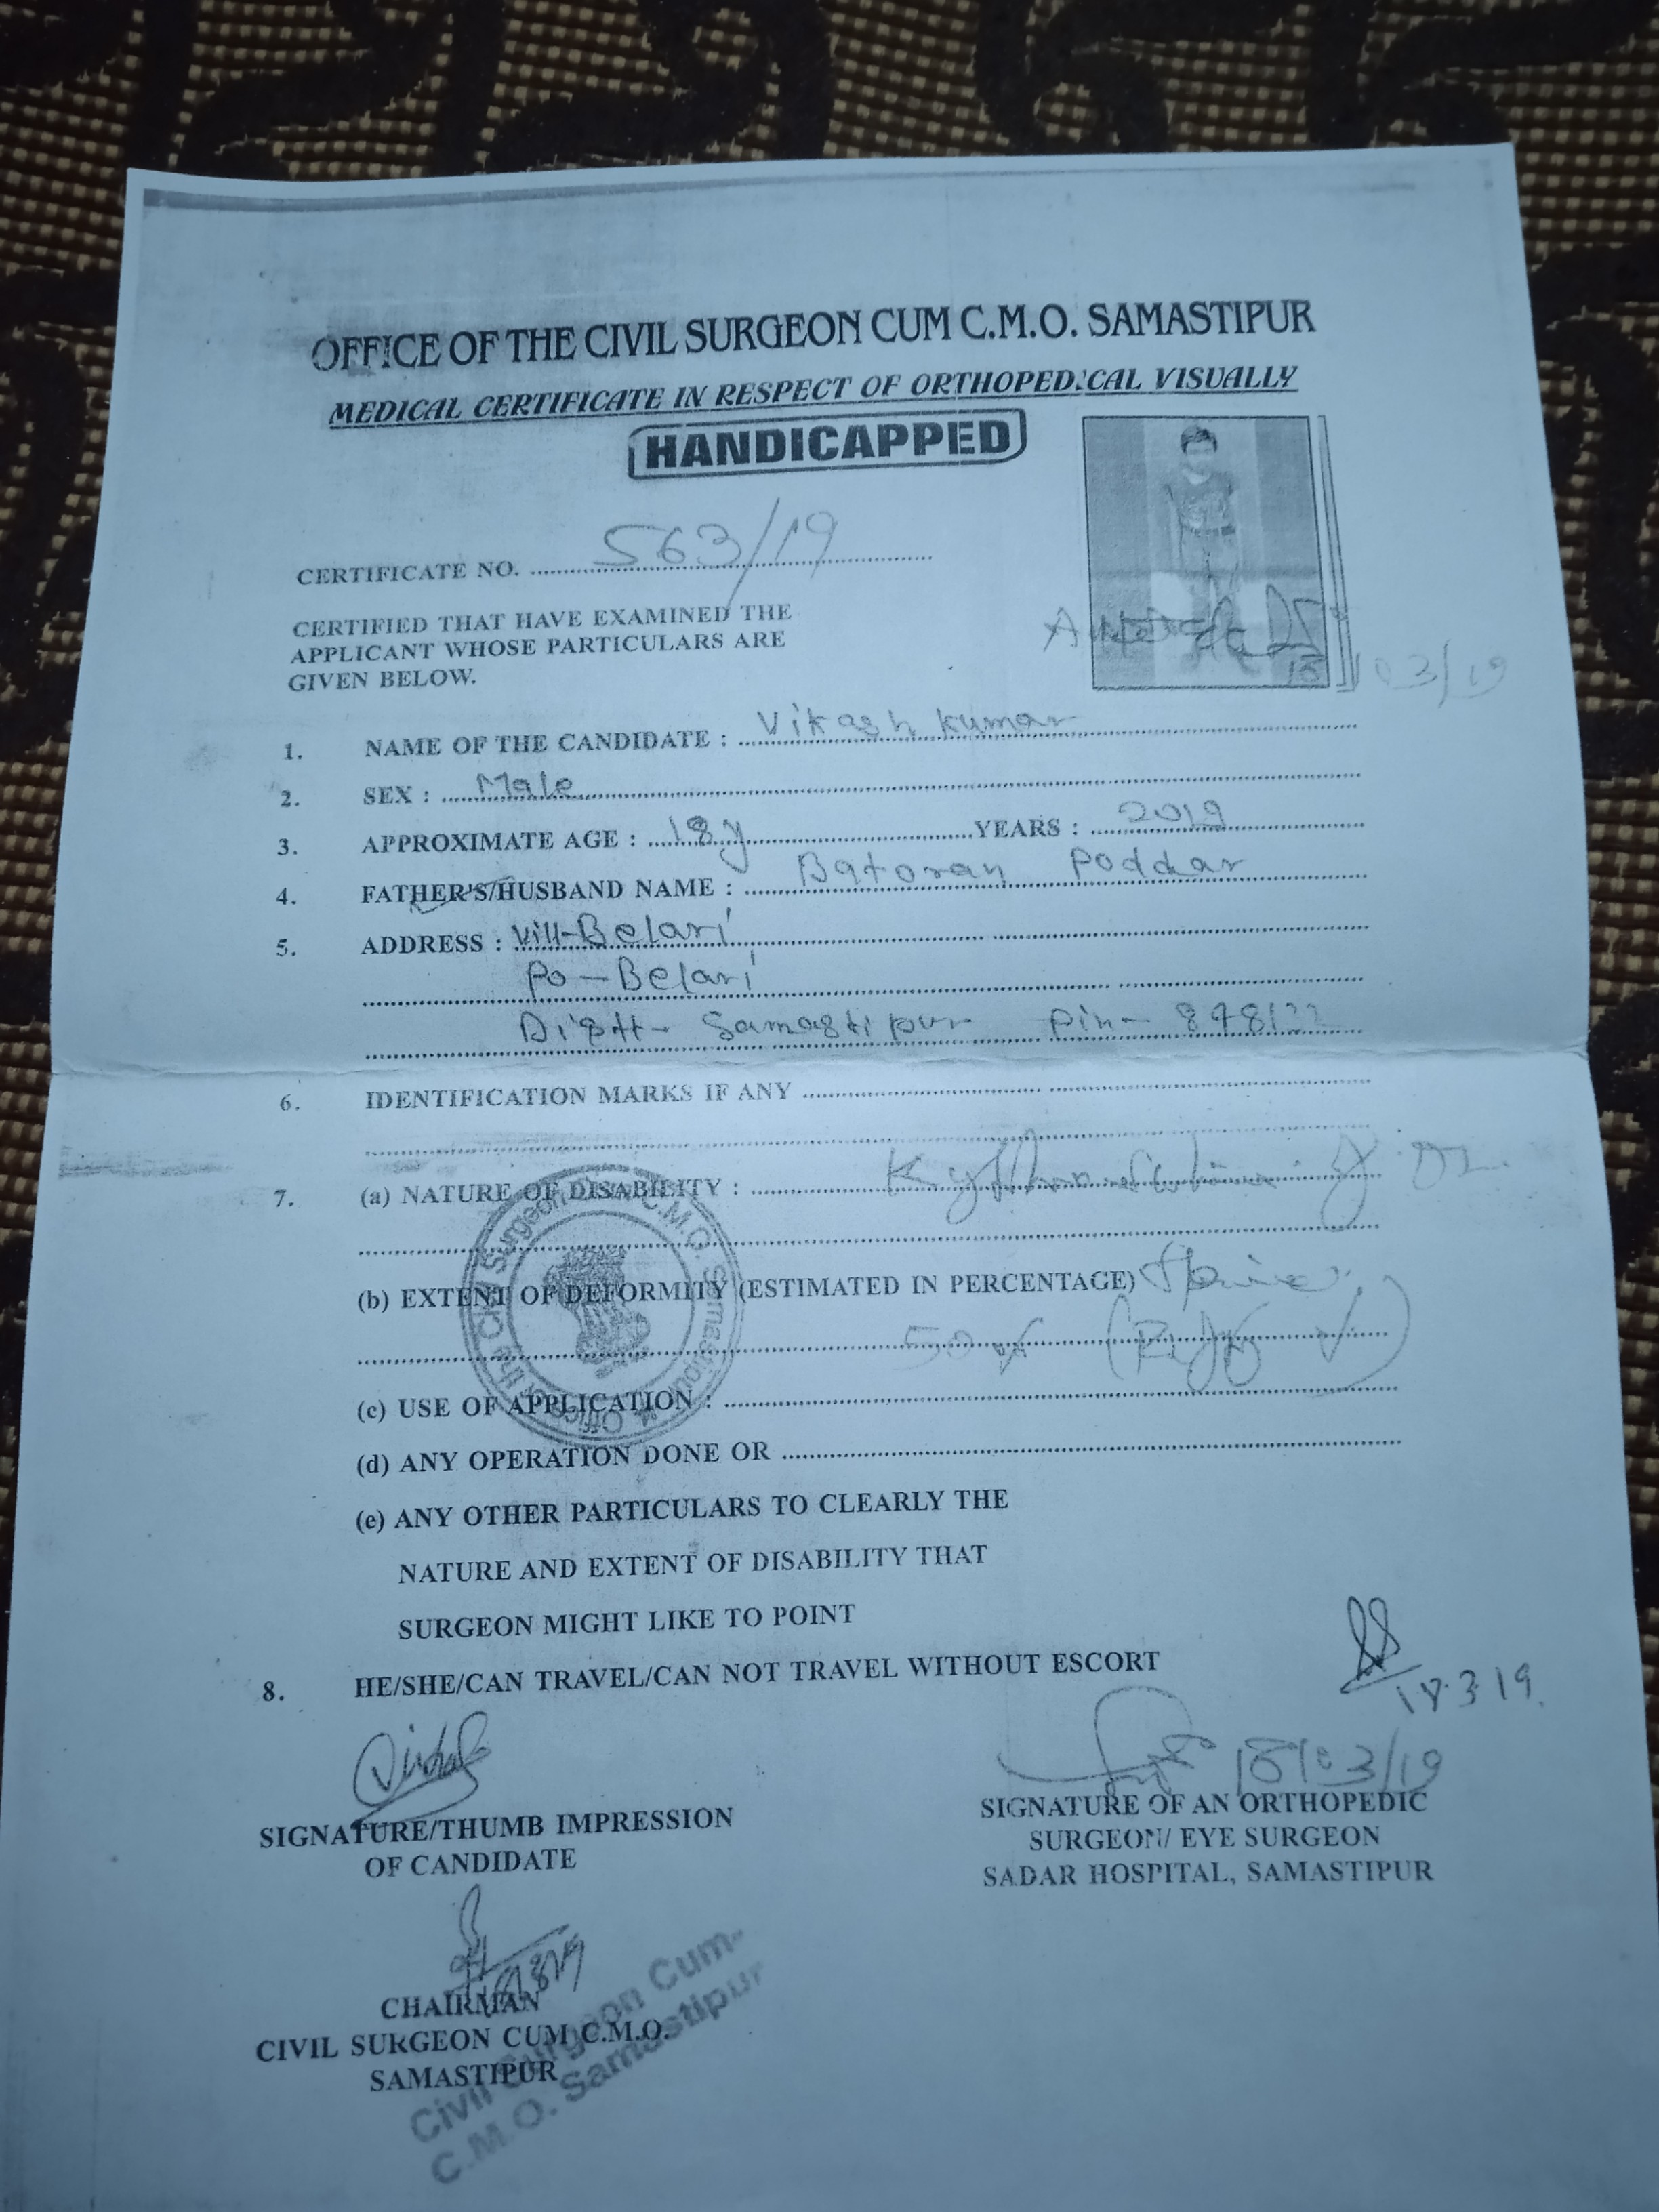 OFFICE OF THE CIVIL SURGEON CUM C.M.O. SAMASTIPUR
MEDICAL CERTIFICATE IN RESPECT OF ORTHOPEDICAL VISUALLY
HANDICAPPED
CERTIFICATE NO. 563/19
CERTIFIED THAT HAVE EXAMINED THE
APPLICANT WHOSE PARTICULARS ARE
GIVEN BELOW.
03/19
1. NAME OF THE CANDIDATE : Vikash kumar
2. SEX : Male
3. APPROXIMATE AGE : 18y YEARS : 2019
4. FATHER'S/HUSBAND NAME : Batoran Poddar
5. ADDRESS : Vill-Belari
Po-Belari
Distt- Samastipur Pin-
6. IDENTIFICATION MARKS IF ANY
7. (a) NATURE OF DISABILITY :
(b) EXTENT OF DEFORMITY (ESTIMATED IN PERCENTAGE) Spine
50%
(c) USE OF APPLICATION :
(d) ANY OPERATION DONE OR
(e) ANY OTHER PARTICULARS TO CLEARLY THE
NATURE AND EXTENT OF DISABILITY THAT
SURGEON MIGHT LIKE TO POINT
8. HE/SHE/CAN TRAVEL/CAN NOT TRAVEL WITHOUT ESCORT
18.3.19
18/03/19
SIGNATURE/THUMB IMPRESSION
OF CANDIDATE
SIGNATURE OF AN ORTHOPEDIC
SURGEON/ EYE SURGEON
SADAR HOSPITAL, SAMASTIPUR
CHAIRMAN
CIVIL SURGEON CUM C.M.O.
SAMASTIPUR
Civil Surgeon Cum-
C.M.O. Samastipur